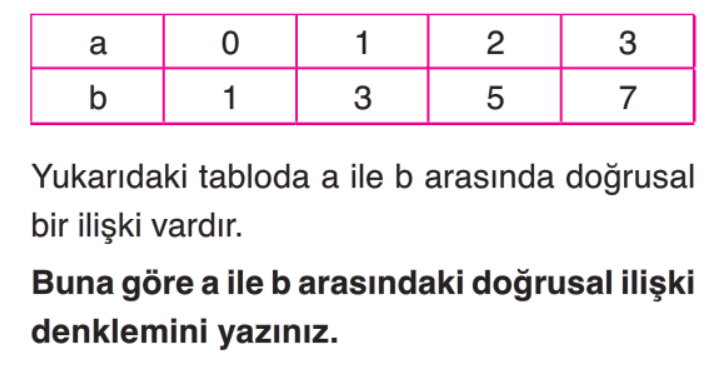 a 0 1 2 3
b 1 3 5 7
Yukarıdaki tabloda a ile b arasında doğrusal
bir ilişki vardır.
Buna göre a ile b arasındaki doğrusal ilişki
denklemini yazınız.